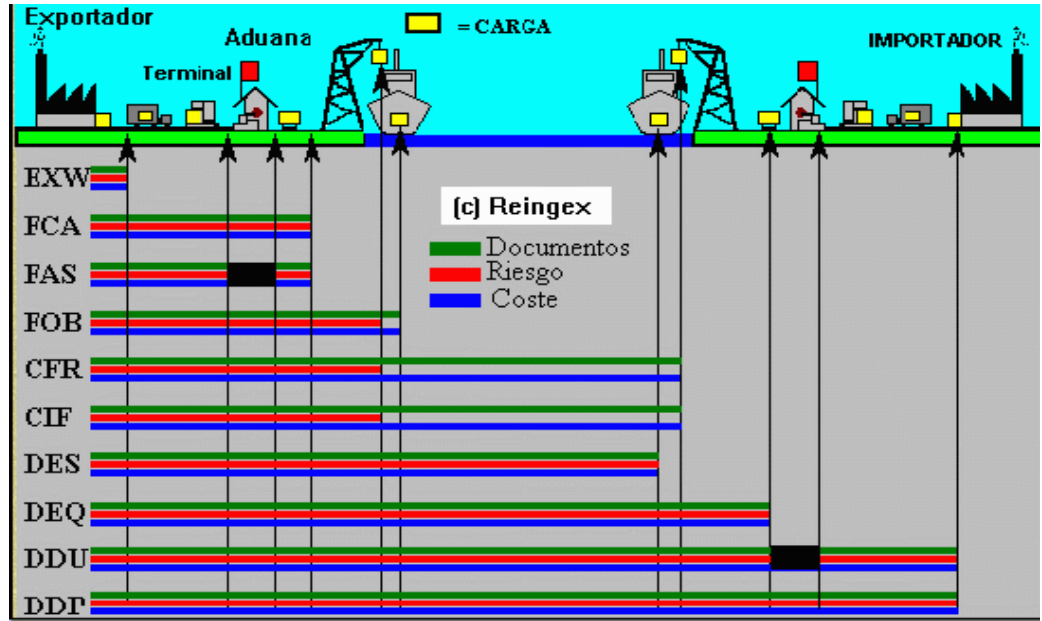 Exportador
= CARGA
Aduana
IMPORTADOR
Terminal
EXW
(c) Reingex
FCA
Documentos
FAS
Riesgo
Coste
FOB
CFR
CIF
DES
DEQ
DDU
DDP